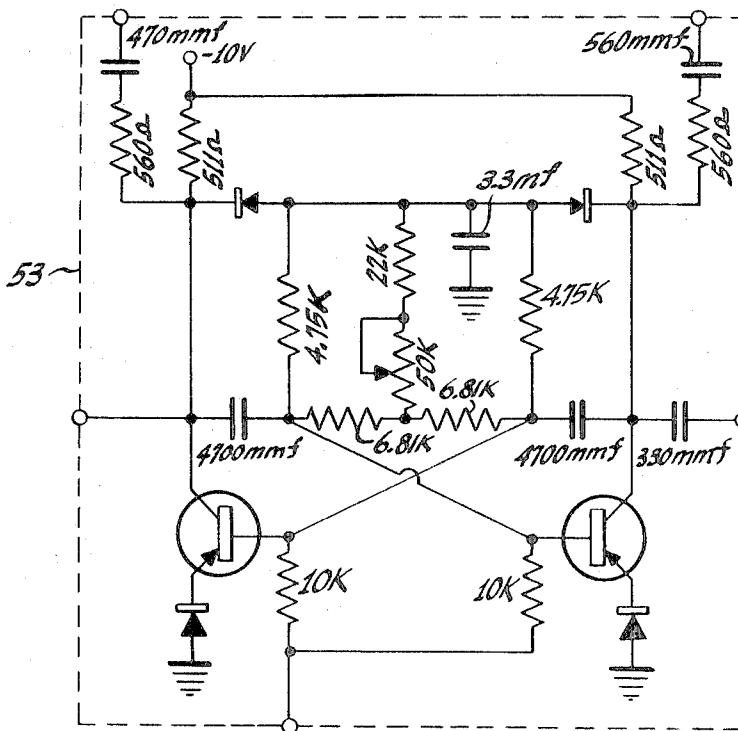 470mmf
-10V
560mmf
560Ω
511Ω
511Ω
560Ω
3.3mf
53
22K
4.75K
4.75K
50K
6.81K
6.81K
4700mmf
4700mmf
330mmf
10K
10K